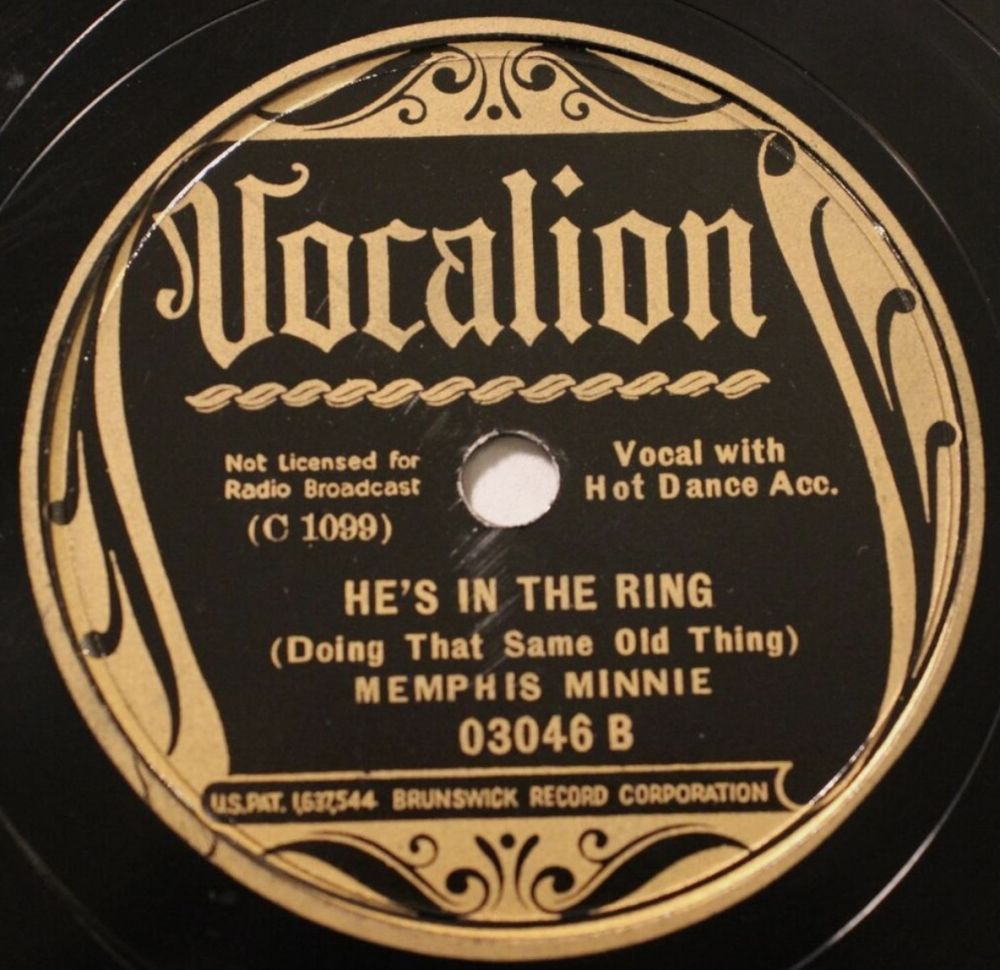 Vocalion
Not Licensed for
Radio Broadcast
(C 1099)
Vocal with
Hot Dance Acc.
HE'S IN THE RING
(Doing That Same Old Thing)
MEMPHIS MINNIE
03046 B
U.S. PAT. 1,637,544 BRUNSWICK RECORD CORPORATION